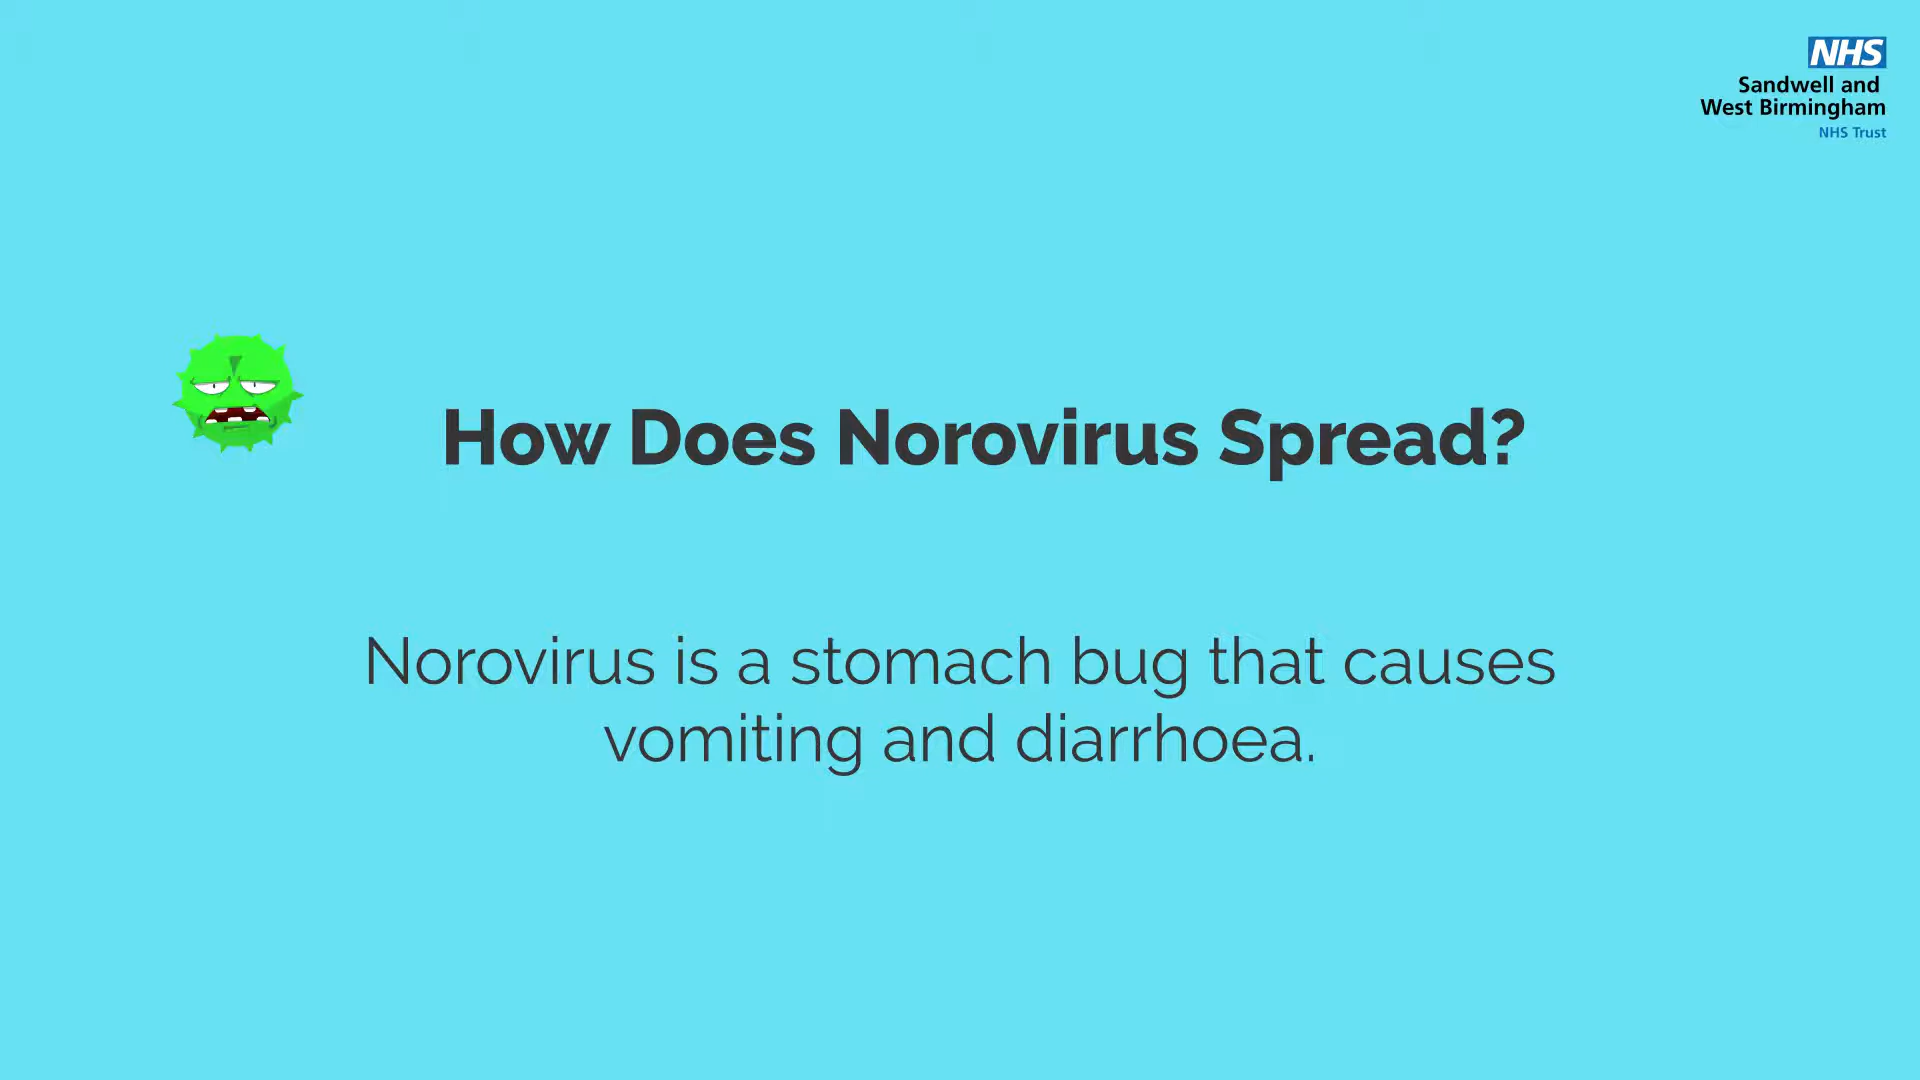 NHS
Sandwell and
West Birmingham
NHS Trust
How Does Norovirus Spread?
Norovirus is a stomach bug that causes
vomiting and diarrhoea.